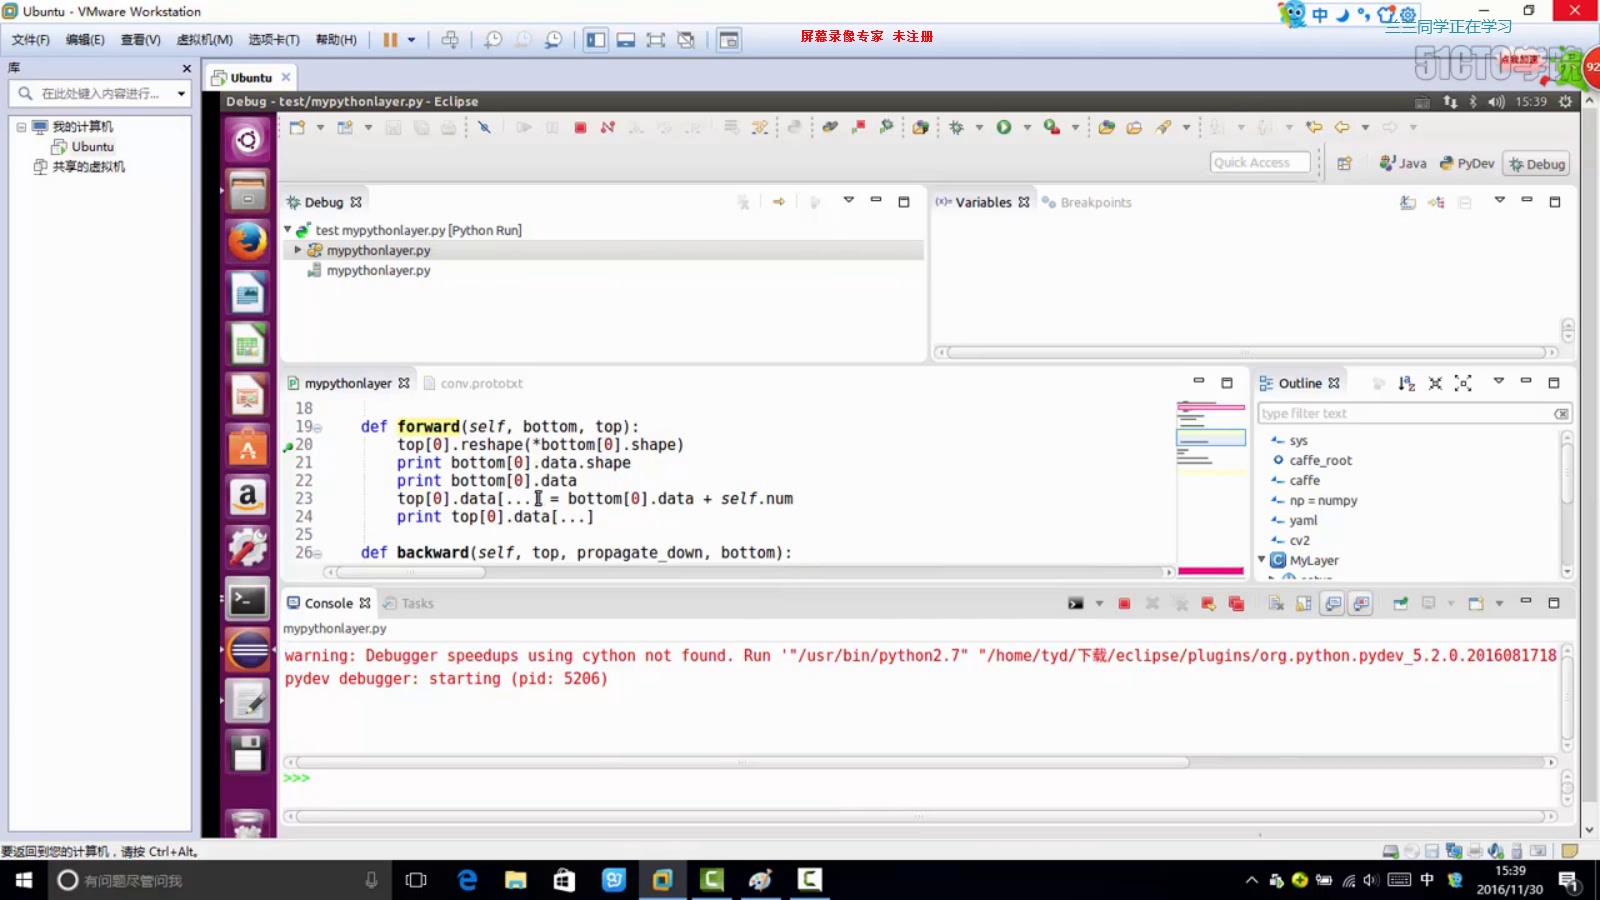 Ubuntu - VMware Workstation
中
兰兰同学正在学习
文件(F) 编辑(E) 查看(V) 虚拟机(M) 选项卡(T) 帮助(H)
屏幕录像专家 未注册
51CTO学院
点我加速
92
库
Ubuntu
在此处键入内容进行...
我的计算机
Ubuntu
共享的虚拟机
Debug - test/mypythonlayer.py - Eclipse
15:39
Quick Access
Java
PyDev
Debug
Debug
Variables
Breakpoints
test mypythonlayer.py [Python Run]
mypythonlayer.py
mypythonlayer.py
mypythonlayer
conv.prototxt
Outline
type filter text
18
19 def forward(self, bottom, top):
20 top[0].reshape(*bottom[0].shape)
21 print bottom[0].data.shape
22 print bottom[0].data
23 top[0].data[...] = bottom[0].data + self.num
24 print top[0].data[...]
25
26 def backward(self, top, propagate_down, bottom):
sys
caffe_root
caffe
np = numpy
yaml
cv2
MyLayer
Console
Tasks
mypythonlayer.py
warning: Debugger speedups using cython not found. Run '"/usr/bin/python2.7" "/home/tyd/下载/eclipse/plugins/org.python.pydev_5.2.0.2016081718
pydev debugger: starting (pid: 5206)
>>>
要返回到您的计算机，请按 Ctrl+Alt。
有问题尽管问我
中
15:39
2016/11/30
1